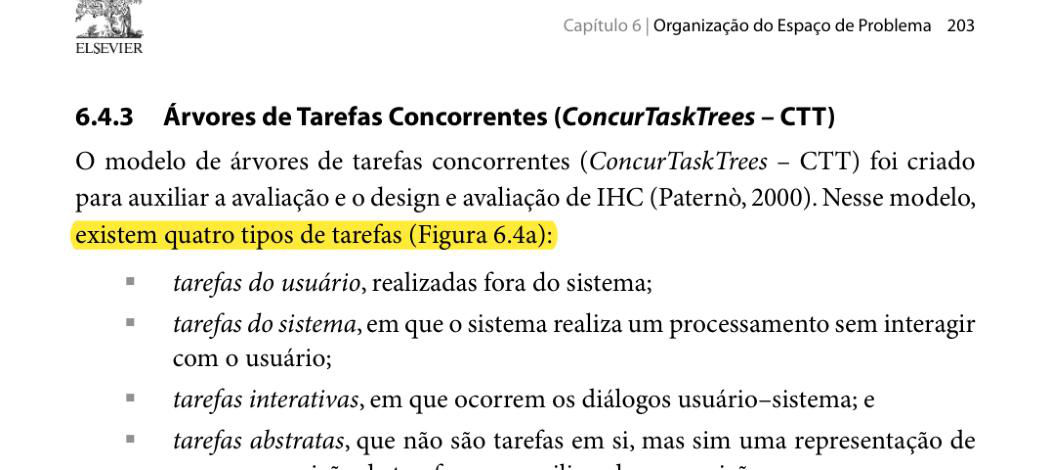 ELSEVIER
Capítulo 6 | Organização do Espaço de Problema 203
6.4.3 Árvores de Tarefas Concorrentes (ConcurTaskTrees – CTT)
O modelo de árvores de tarefas concorrentes (ConcurTaskTrees – CTT) foi criado
para auxiliar a avaliação e o design e avaliação de IHC (Paternò, 2000). Nesse modelo,
existem quatro tipos de tarefas (Figura 6.4a):
▪ tarefas do usuário, realizadas fora do sistema;
▪ tarefas do sistema, em que o sistema realiza um processamento sem interagir
com o usuário;
▪ tarefas interativas, em que ocorrem os diálogos usuário–sistema; e
▪ tarefas abstratas, que não são tarefas em si, mas sim uma representação de